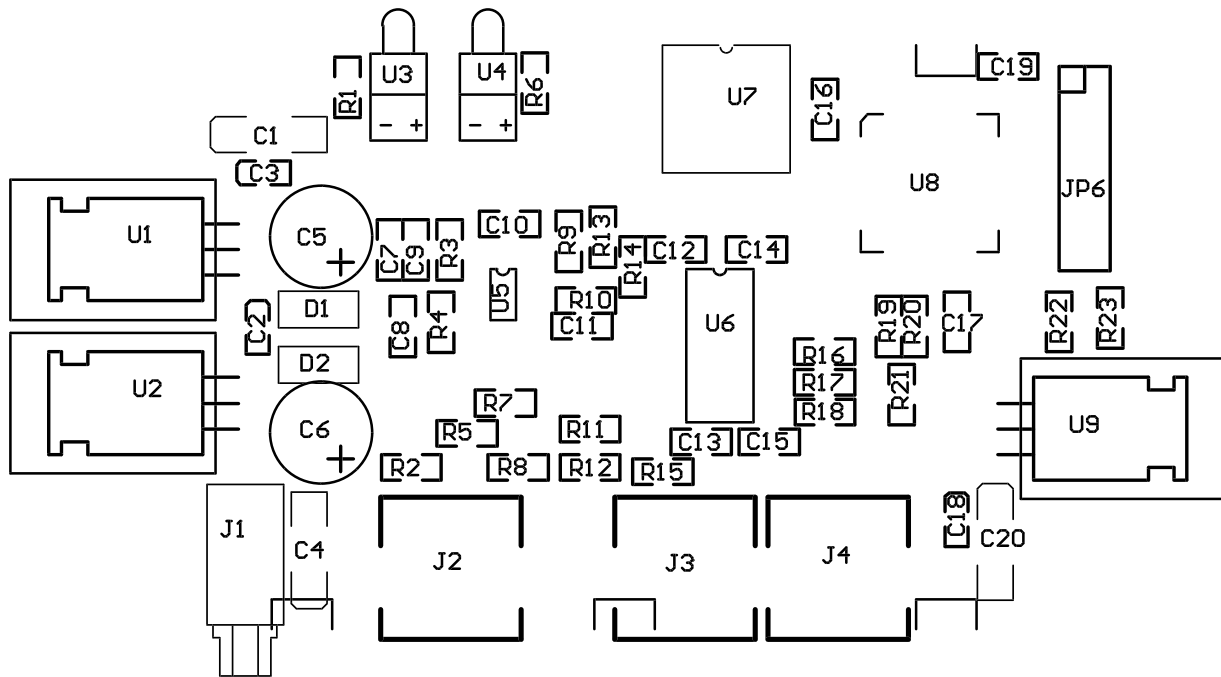 U3
U4
R1
R6
- +
- +
U7
C16
C19
C1
C3
U8
JP6
U1
C5
+
C7
C9
R3
C10
R9
R13
R14
C12
C14
D1
U5
R10
C11
U6
C2
C8
R4
R19
R20
C17
R22
R23
D2
R16
R17
R18
R21
U2
C6
+
R7
R5
R11
C13
C15
U9
R2
R8
R12
R15
J1
C4
J2
J3
J4
C18
C20